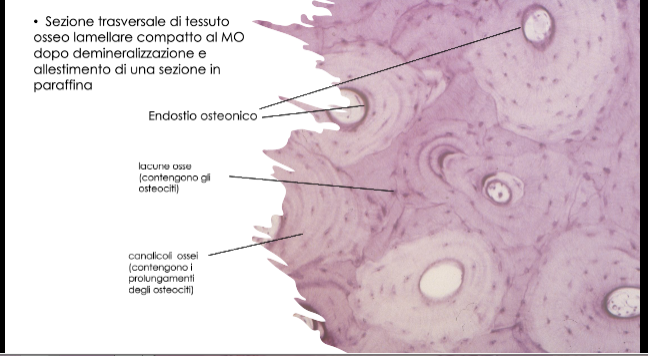 • Sezione trasversale di tessuto
osseo lamellare compatto al MO
dopo demineralizzazione e
allestimento di una sezione in
paraffina
Endostio osteonico
lacune osse
(contengono gli
osteociti)
canalicoli ossei
(contengono i
prolungamenti
degli osteociti)